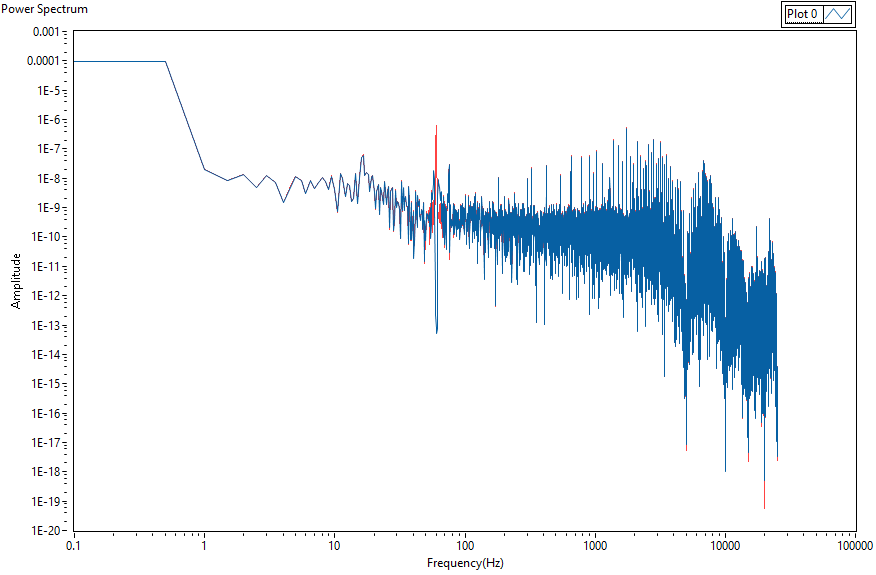 Power Spectrum
Plot 0
0.001
0.0001
1E-5
1E-6
1E-7
1E-8
1E-9
1E-10
1E-11
1E-12
1E-13
1E-14
1E-15
1E-16
1E-17
1E-18
1E-19
1E-20
Amplitude
0.1 1 10 100 1000 10000 100000
Frequency(Hz)